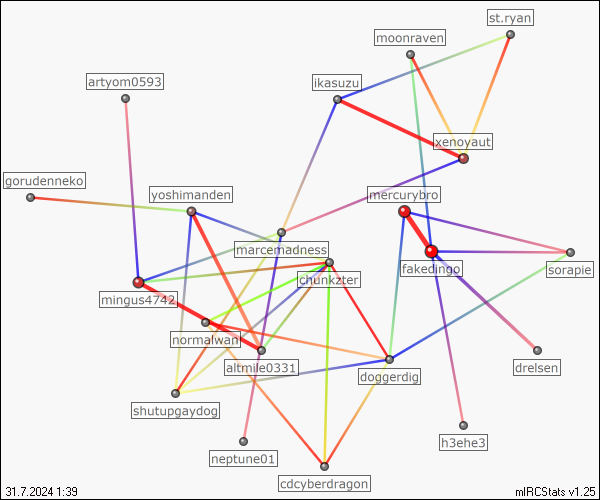 st.ryan
moonraven
ikasuzu
artyom0593
xenoyaut
gorudenneko
yoshimanden
mercurybro
marcemadness
fakedingo
sorapie
chunkzter
mingus4742
normalwan
altmile0331
doggerdig
drelsen
shutupgaydog
h3ehe3
neptune01
cdcyberdragon
31.7.2024 1:39
mIRCStats v1.25